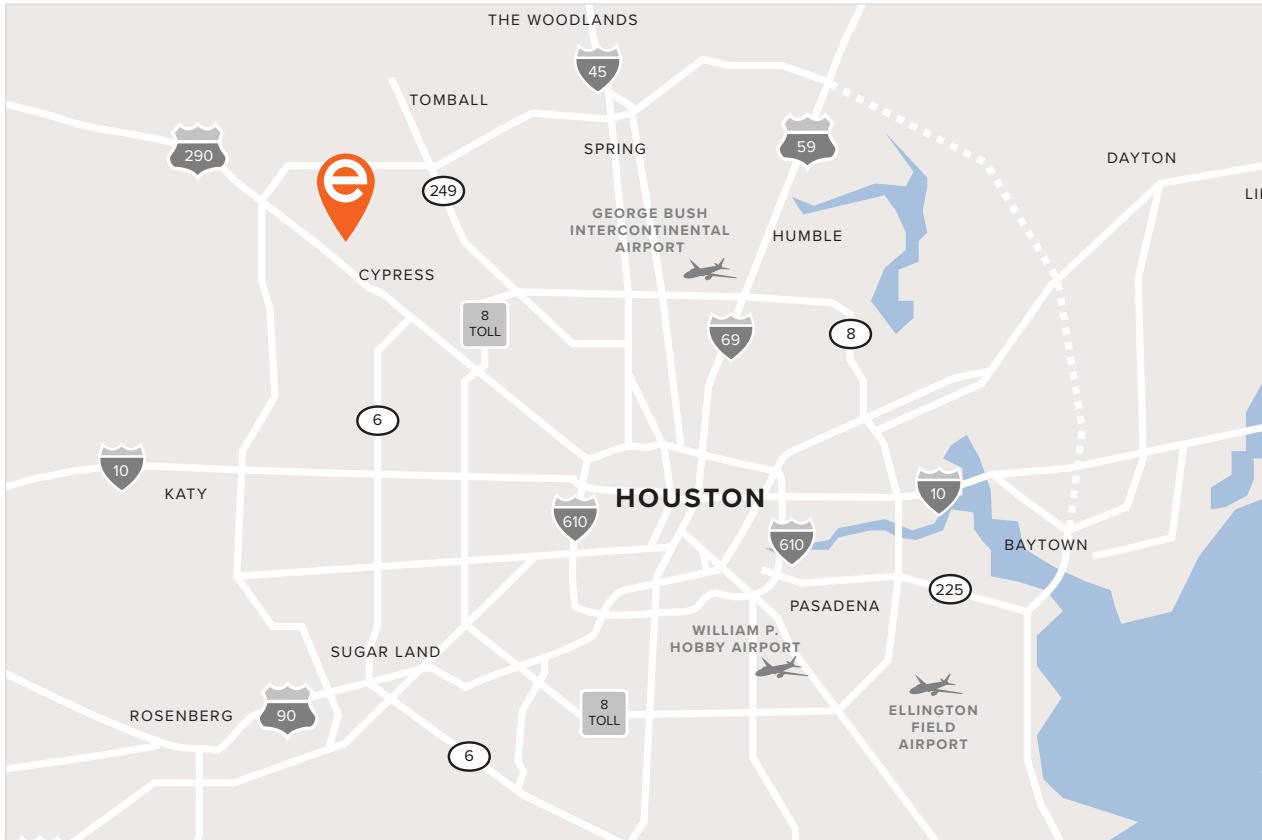 THE WOODLANDS
45
TOMBALL
290
SPRING
59
DAYTON
e
249
LI
GEORGE BUSH
INTERCONTINENTAL
AIRPORT
HUMBLE
CYPRESS
8
TOLL
69
8
6
10
KATY
HOUSTON
10
610
610
BAYTOWN
225
PASADENA
WILLIAM P.
HOBBY AIRPORT
SUGAR LAND
ROSENBERG
90
8
TOLL
ELLINGTON
FIELD
AIRPORT
6